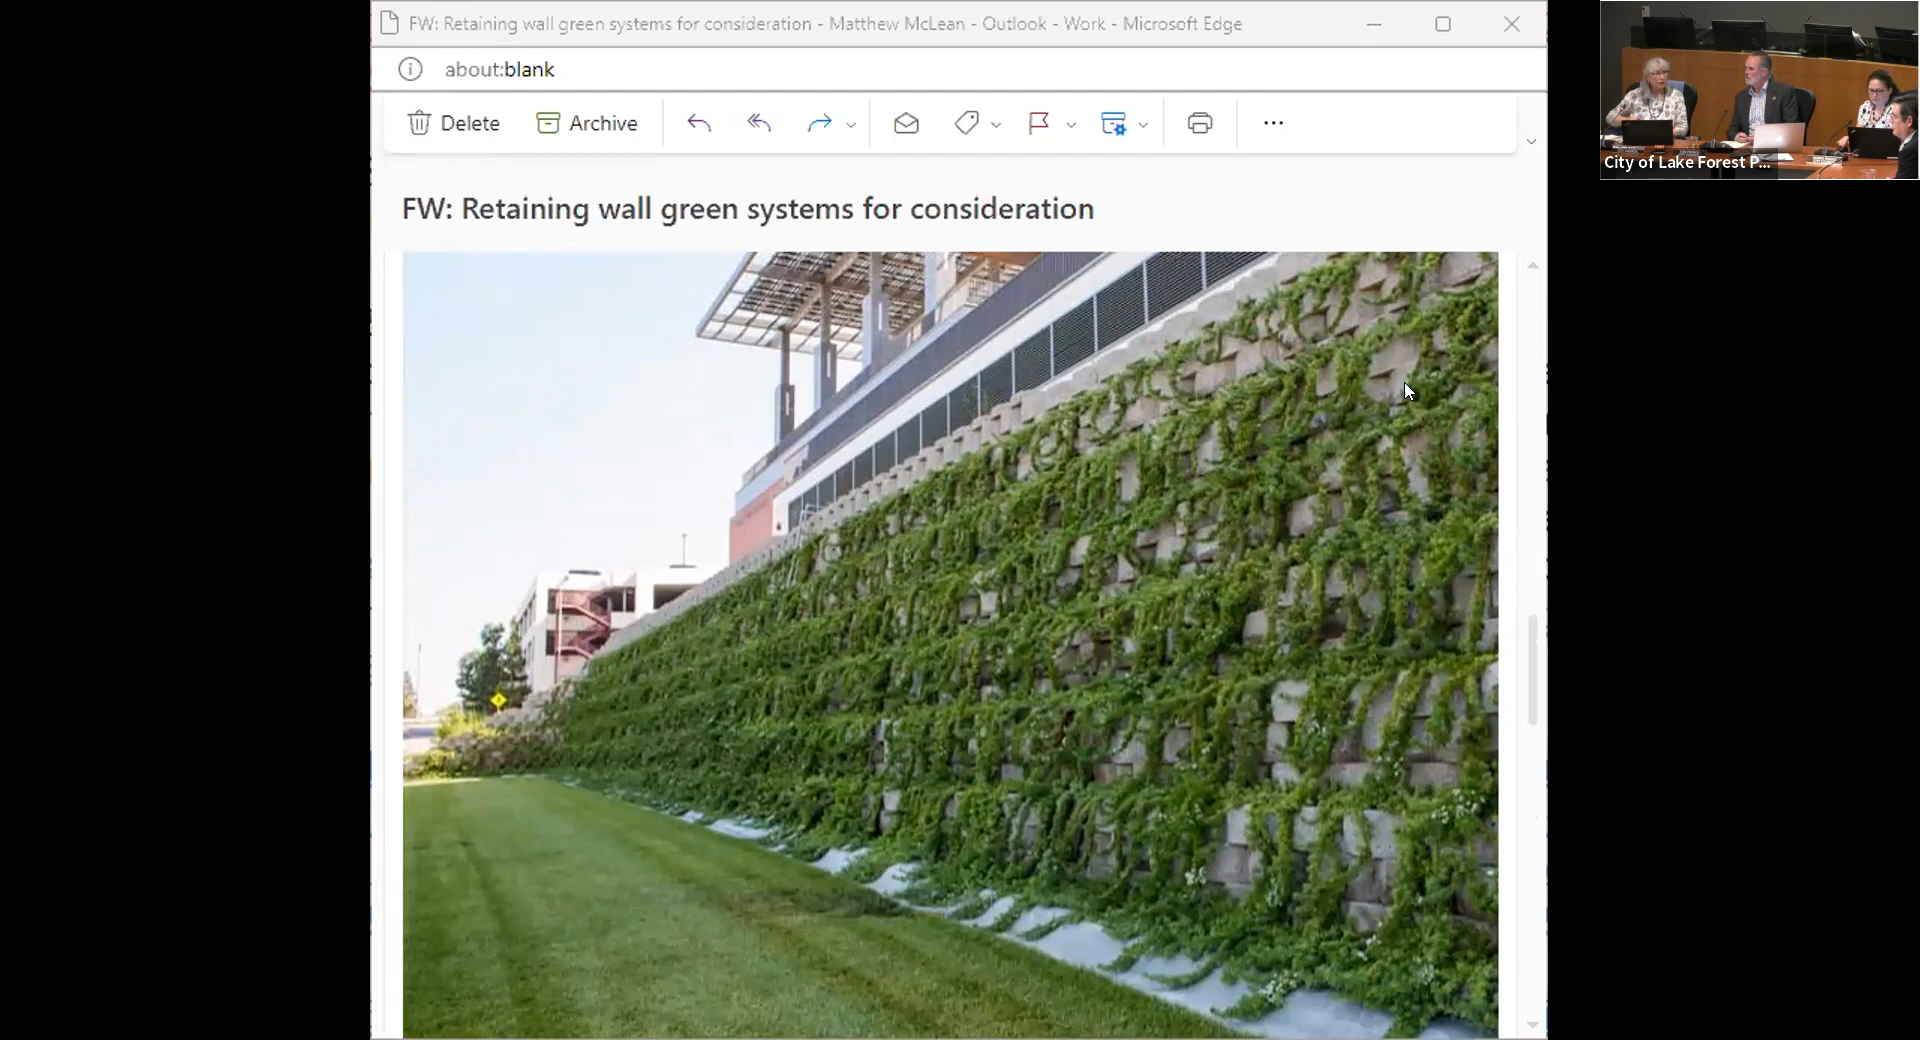 FW: Retaining wall green systems for consideration - Matthew McLean - Outlook - Work - Microsoft Edge
about:blank
Delete
Archive
FW: Retaining wall green systems for consideration
City of Lake Forest P...